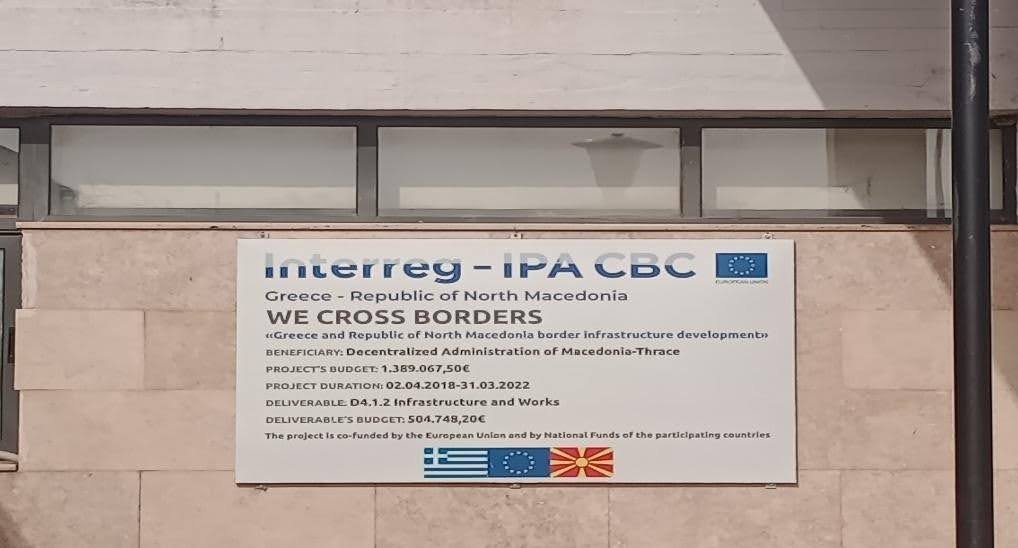 Interreg - IPA CBC
EUROPEAN UNION
Greece - Republic of North Macedonia
WE CROSS BORDERS
«Greece and Republic of North Macedonia border infrastructure development»
BENEFICIARY: Decentralized Administration of Macedonia-Thrace
PROJECT'S BUDGET: 1.389.067,50€
PROJECT DURATION: 02.04.2018-31.03.2022
DELIVERABLE: D4.1.2 Infrastructure and Works
DELIVERABLE'S BUDGET: 504.748,20€
The project is co-funded by the European Union and by National Funds of the participating countries